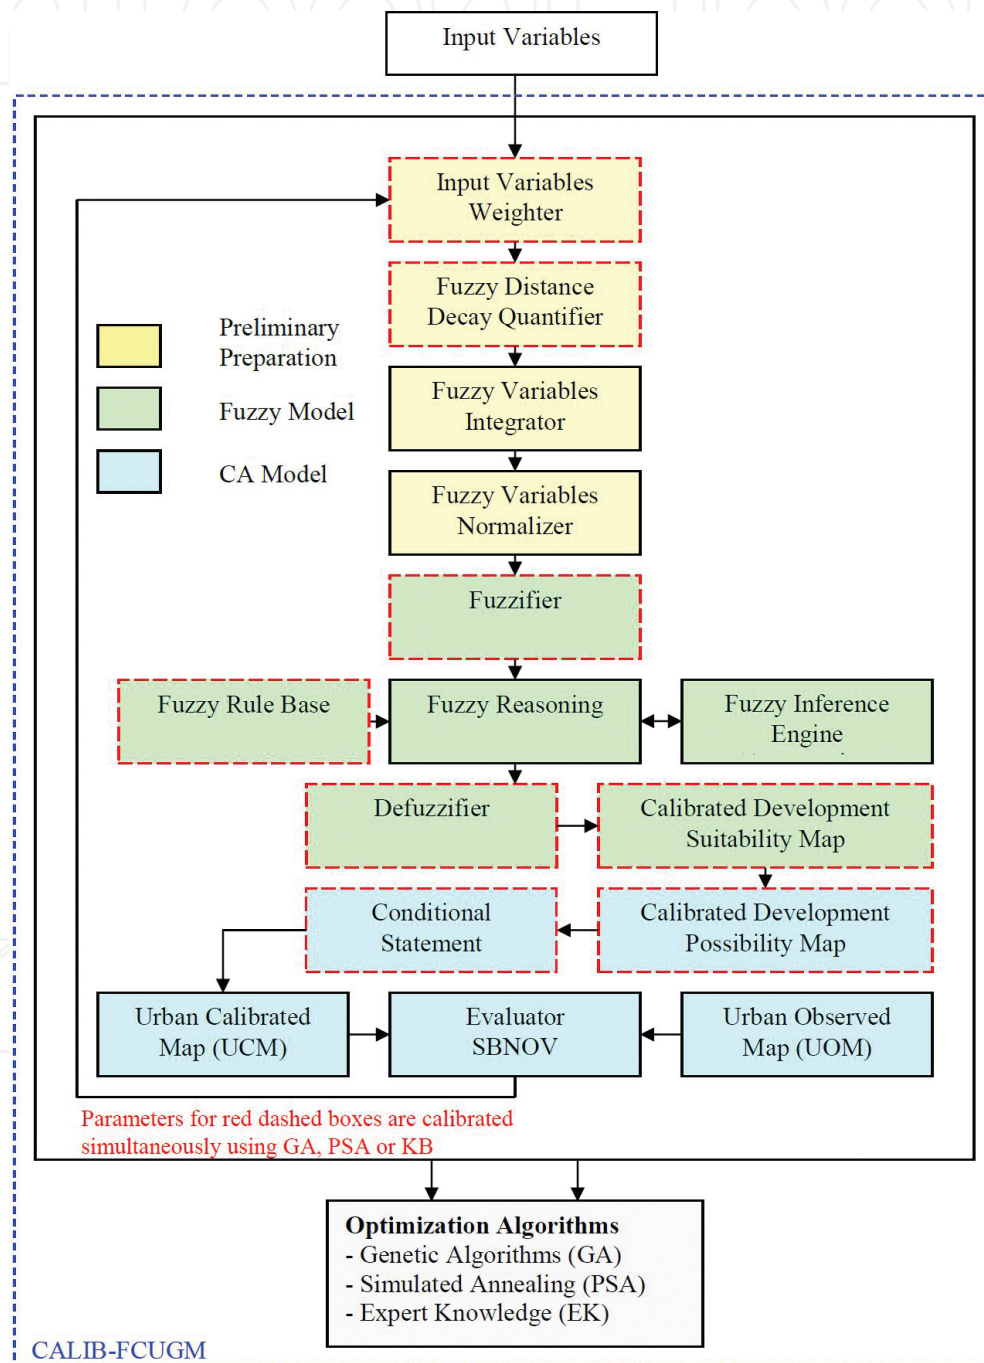 Input Variables
Input Variables
Weighter
Fuzzy Distance
Decay Quantifier
Preliminary
Preparation
Fuzzy Model
CA Model
Fuzzy Variables
Integrator
Fuzzy Variables
Normalizer
Fuzzifier
Fuzzy Rule Base
Fuzzy Reasoning
Fuzzy Inference
Engine
Defuzzifier
Calibrated Development
Suitability Map
Conditional
Statement
Calibrated Development
Possibility Map
Urban Calibrated
Map (UCM)
Evaluator
SBNOV
Urban Observed
Map (UOM)
Parameters for red dashed boxes are calibrated
simultaneously using GA, PSA or KB
Optimization Algorithms
- Genetic Algorithms (GA)
- Simulated Annealing (PSA)
- Expert Knowledge (EK)
CALIB-FCUGM